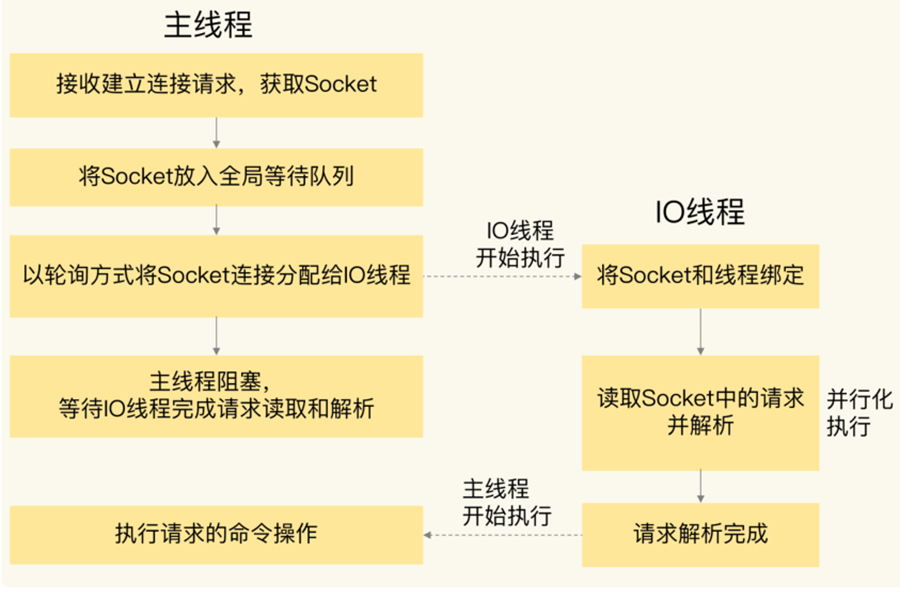 主线程
接收建立连接请求，获取Socket
将Socket放入全局等待队列
以轮询方式将Socket连接分配给IO线程
主线程阻塞，
等待IO线程完成请求读取和解析
执行请求的命令操作
IO线程
开始执行
主线程
开始执行
IO线程
将Socket和线程绑定
读取Socket中的请求
并解析
请求解析完成
并行化
执行